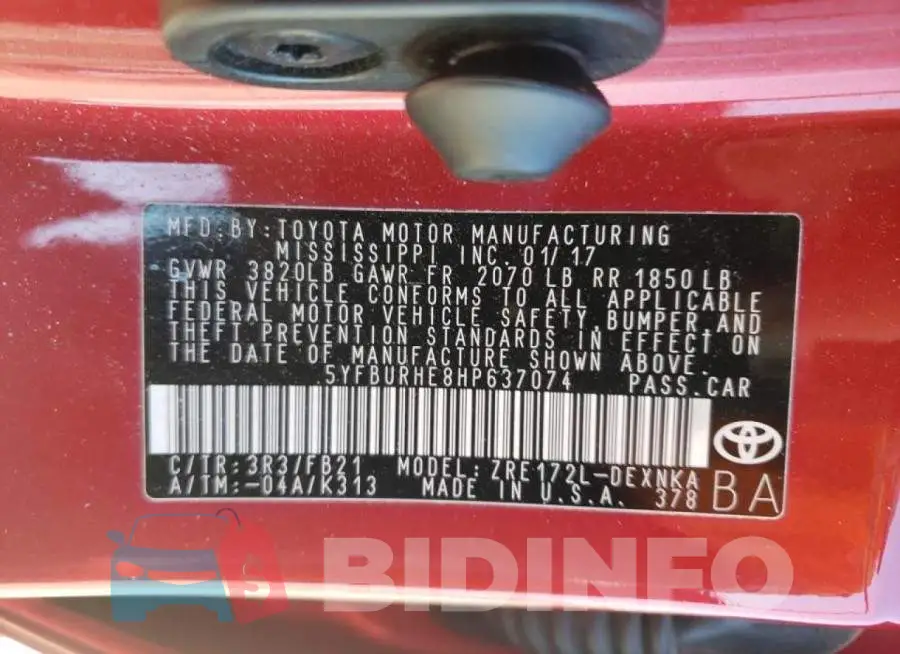 MFD. BY: TOYOTA MOTOR MANUFACTURING
MISSISSIPPI INC. 01/17
GVWR 3820LB GAWR FR 2070 LB RR 1850 LB
THIS VEHICLE CONFORMS TO ALL APPLICABLE
FEDERAL MOTOR VEHICLE SAFETY, BUMPER, AND
THEFT PREVENTION STANDARDS IN EFFECT ON
THE DATE OF MANUFACTURE SHOWN ABOVE.
5YFBURHE8HP637074 PASS. CAR
C/TR: 3R3/FB21 MODEL: ZRE172L-DEXNKA
A/TM: -04A/K313 MADE IN U.S.A. 378
BA
$ BIDINFO